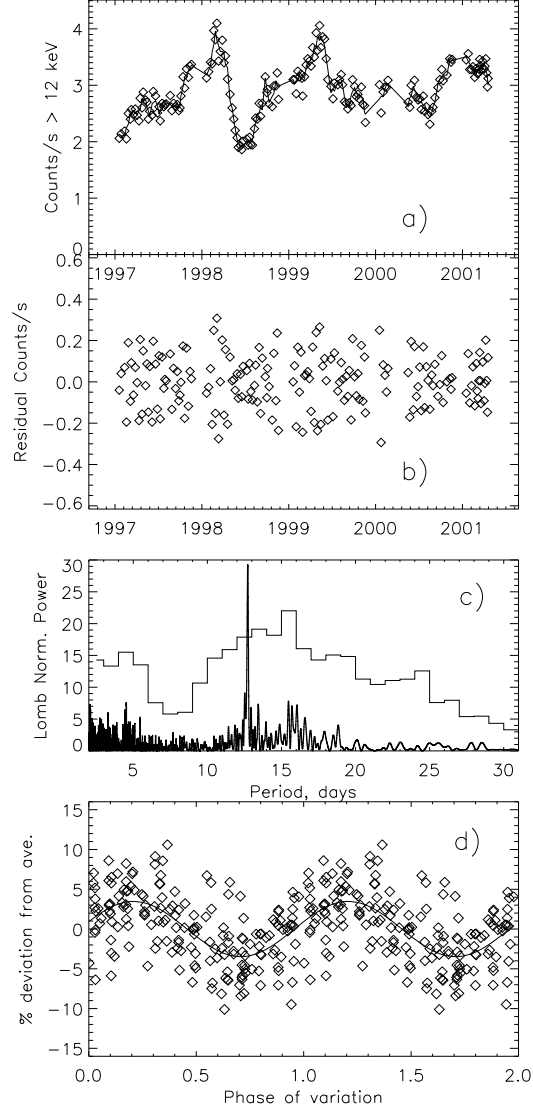 4
3
2
1
0
Counts/s > 12 keV
a)
1997 1998 1999 2000 2001
0.6
0.4
0.2
0.0
−0.2
−0.4
−0.6
Residual Counts/s
b)
1997 1998 1999 2000 2001
30
25
20
15
10
5
0
Lomb Norm. Power
c)
5 10 15 20 25 30
Period, days
15
10
5
0
−5
−10
−15
% deviation from ave.
d)
0.0 0.5 1.0 1.5 2.0
Phase of variation